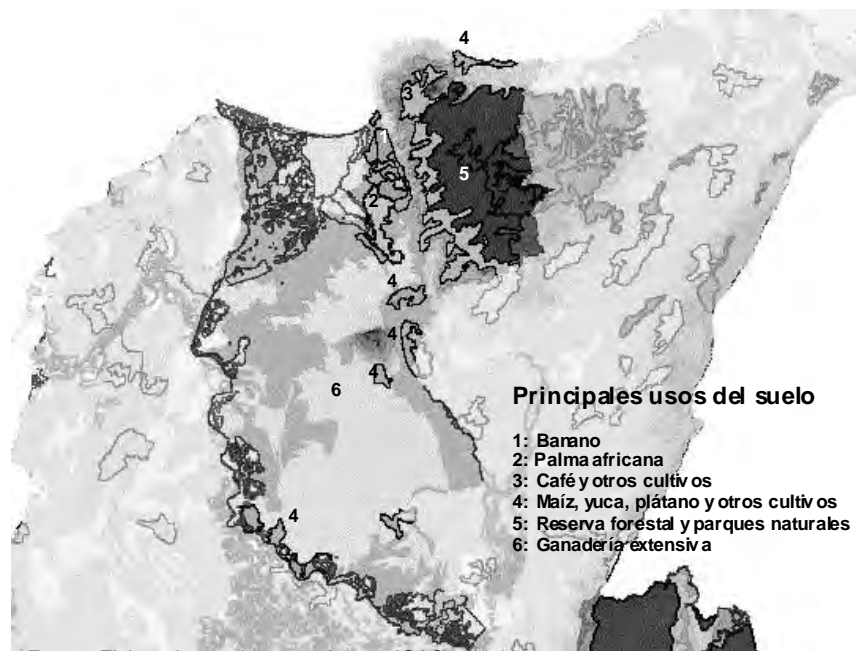 4
3
1
5
2
4
4
4
6
Principales usos del suelo
1: Banano
2: Palma africana
3: Café y otros cultivos
4: Maíz, yuca, plátano y otros cultivos
5: Reserva forestal y parques naturales
6: Ganadería extensiva
4